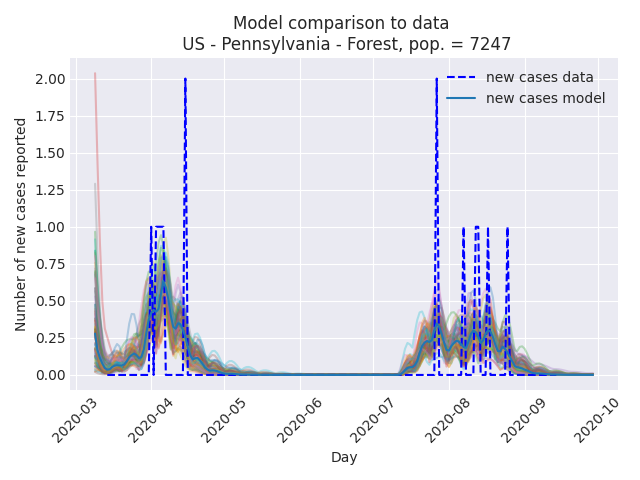 Model comparison to data
US - Pennsylvania - Forest, pop. = 7247
new cases data
new cases model
Number of new cases reported
2.00
1.75
1.50
1.25
1.00
0.75
0.50
0.25
0.00
2020-03
2020-04
2020-05
2020-06
2020-07
2020-08
2020-09
2020-10
Day